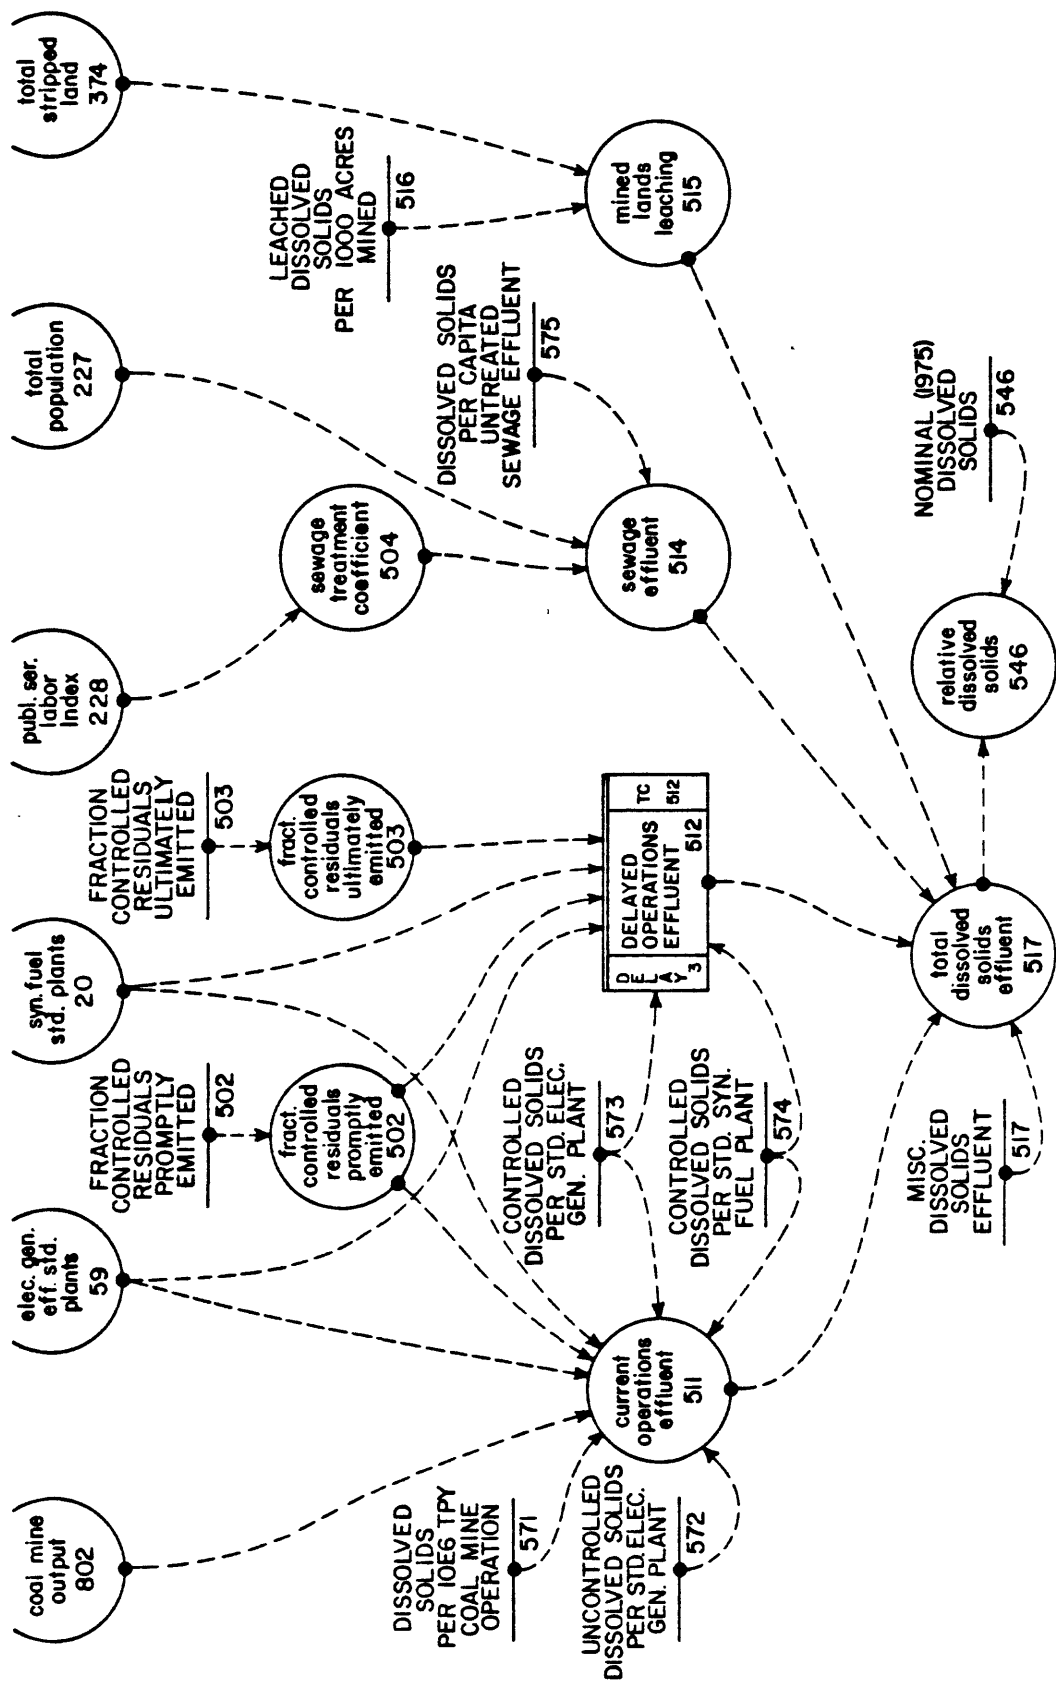 coal mine
output
802
elec. gen.
eff. std.
plants
59
syn. fuel
std. plants
20
publ. ser.
labor
index
228
total
population
227
total
stripped
land
374
FRACTION
CONTROLLED
RESIDUALS
PROMPTLY
EMITTED
502
FRACTION
CONTROLLED
RESIDUALS
ULTIMATELY
EMITTED
503
fract.
controlled
residuals
promptly
emitted
502
fract.
controlled
residuals
ultimately
emitted
503
sewage
treatment
coefficient
504
LEACHED
DISSOLVED
SOLIDS
PER 1000 ACRES
MINED
516
DISSOLVED
SOLIDS
PER 10E6 TPY
COAL MINE
OPERATION
571
CONTROLLED
DISSOLVED SOLIDS
PER STD. ELEC.
GEN. PLANT
573
DISSOLVED SOLIDS
PER CAPITA
UNTREATED
SEWAGE EFFLUENT
575
UNCONTROLLED
DISSOLVED SOLIDS
PER STD. ELEC.
GEN. PLANT
572
current
operations
effluent
511
CONTROLLED
DISSOLVED SOLIDS
PER STD. SYN.
FUEL PLANT
574
DELAY 3
DELAYED
OPERATIONS
EFFLUENT
512
TC
512
sewage
effluent
514
mined
lands
leaching
515
MISC.
DISSOLVED
SOLIDS
EFFLUENT
517
total
dissolved
solids
effluent
517
relative
dissolved
solids
546
NOMINAL (1975)
DISSOLVED
SOLIDS
546